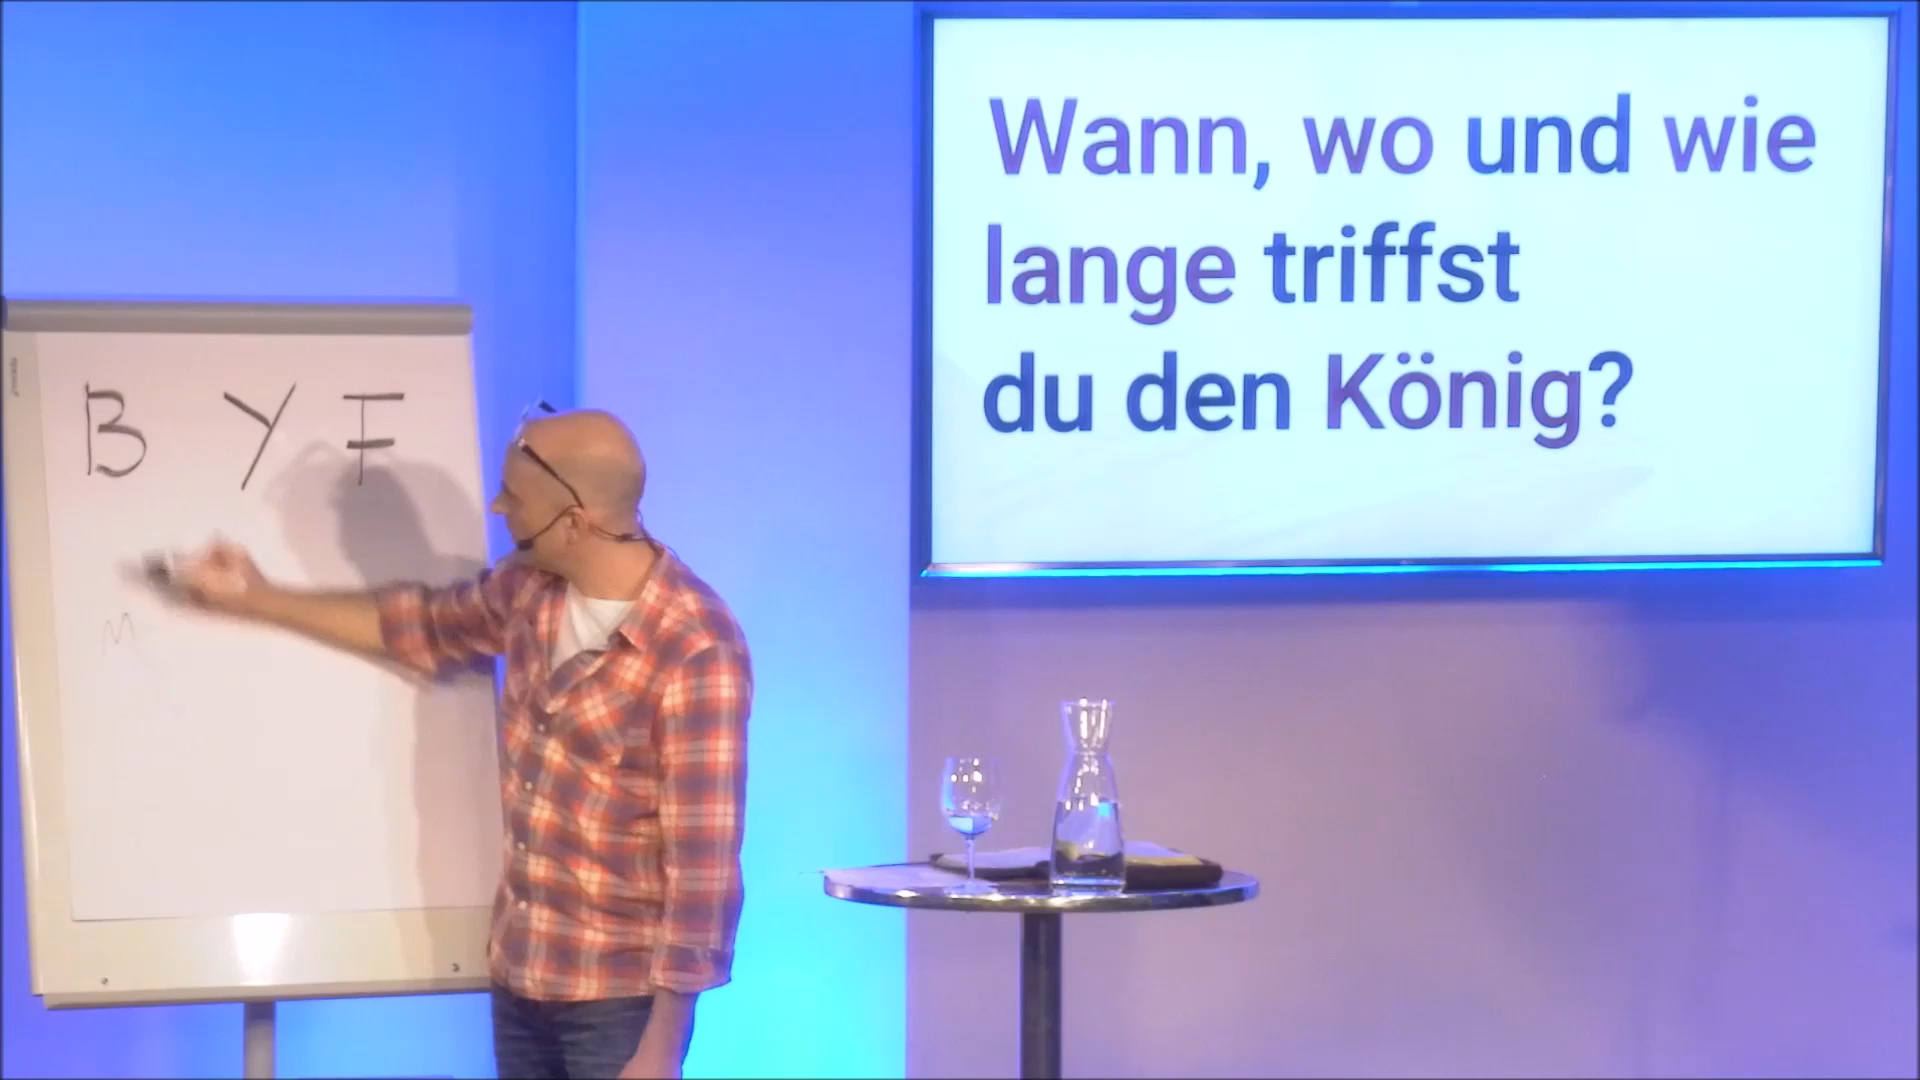 B Y F
M
Wann, wo und wie
lange triffst
du den König?